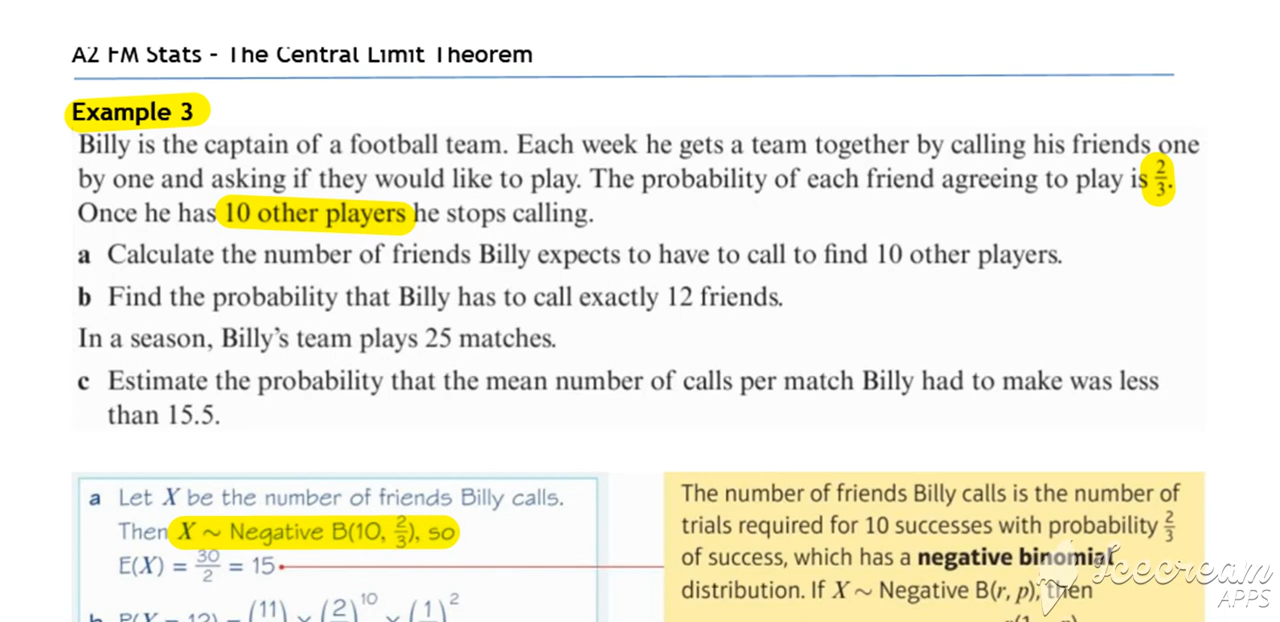 A2 FM Stats - The Central Limit Theorem
Example 3
Billy is the captain of a football team. Each week he gets a team together by calling his friends one
by one and asking if they would like to play. The probability of each friend agreeing to play is 2/3.
Once he has 10 other players he stops calling.
a Calculate the number of friends Billy expects to have to call to find 10 other players.
b Find the probability that Billy has to call exactly 12 friends.
In a season, Billy's team plays 25 matches.
c Estimate the probability that the mean number of calls per match Billy had to make was less
than 15.5.
a Let X be the number of friends Billy calls.
Then X ~ Negative B(10, 2/3), so
E(X) = 30/2 = 15
The number of friends Billy calls is the number of
trials required for 10 successes with probability 2/3
of success, which has a negative binomial
distribution. If X ~ Negative B(r, p), then
Icecream
APPS